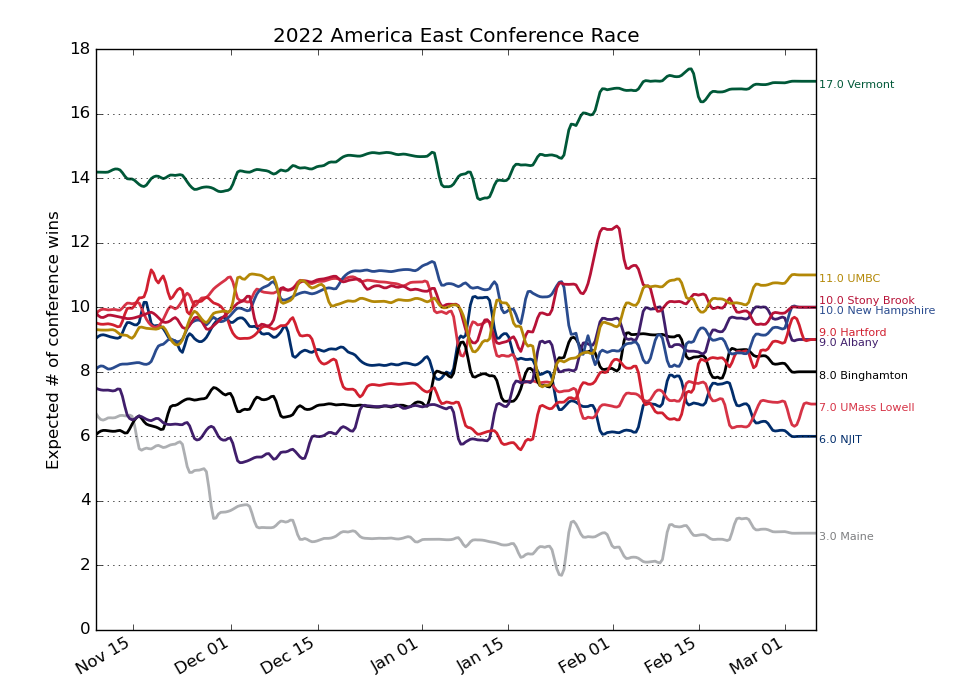 2022 America East Conference Race
Expected # of conference wins
18
16
14
12
10
8
6
4
2
0
17.0 Vermont
11.0 UMBC
10.0 Stony Brook
10.0 New Hampshire
9.0 Hartford
9.0 Albany
8.0 Binghamton
7.0 UMass Lowell
6.0 NJIT
3.0 Maine
Nov 15
Dec 01
Dec 15
Jan 01
Jan 15
Feb 01
Feb 15
Mar 01